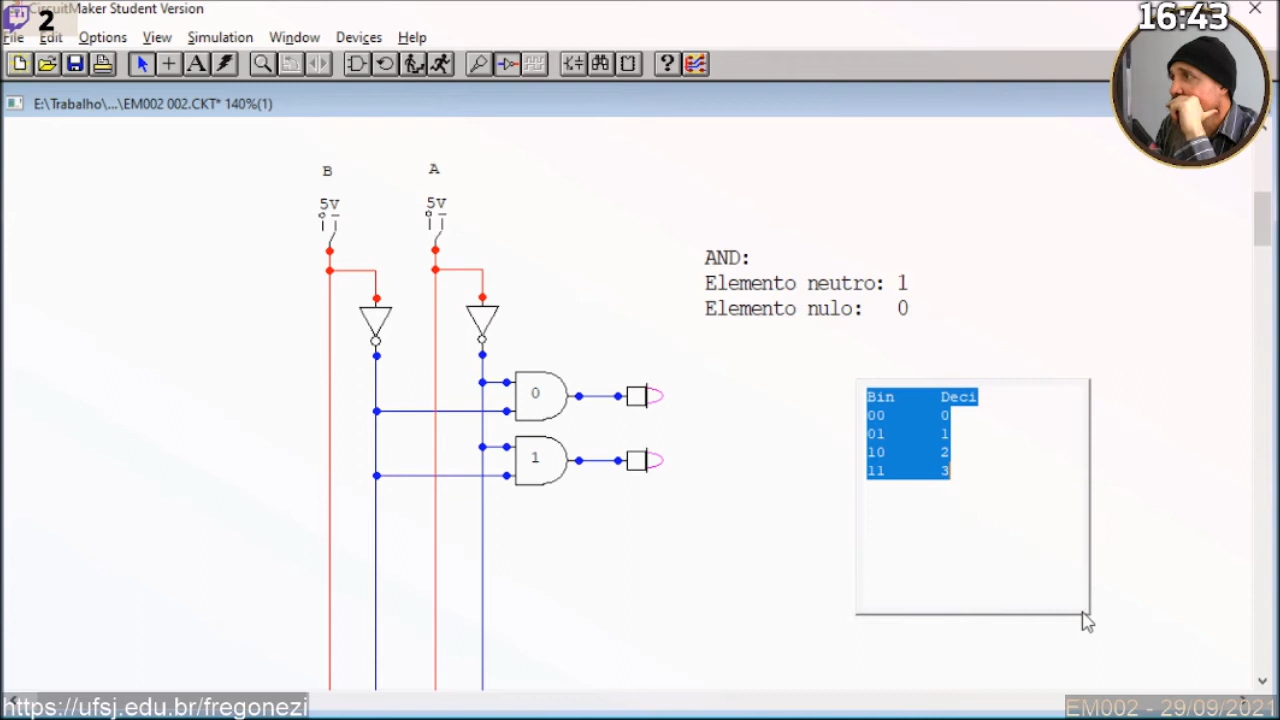 CircuitMaker Student Version
2
16:43
File Edit Options View Simulation Window Devices Help
E:\Trabalho\...\EM002 002.CKT* 140%(1)
B A
5V 5V
AND:
Elemento neutro: 1
Elemento nulo: 0
0
1
Bin Deci
00 0
01 1
10 2
11 3
https://ufsj.edu.br/fregonezi
EM002 - 29/09/2021